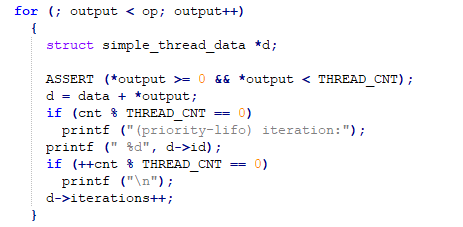 for (; output < op; output++)
{
struct simple_thread_data *d;
ASSERT (*output >= 0 && *output < THREAD_CNT);
d = data + *output;
if (cnt % THREAD_CNT == 0)
printf ("(priority-lifo) iteration:");
printf (" %d", d->id);
if (++cnt % THREAD_CNT == 0)
printf ("\n");
d->iterations++;
}